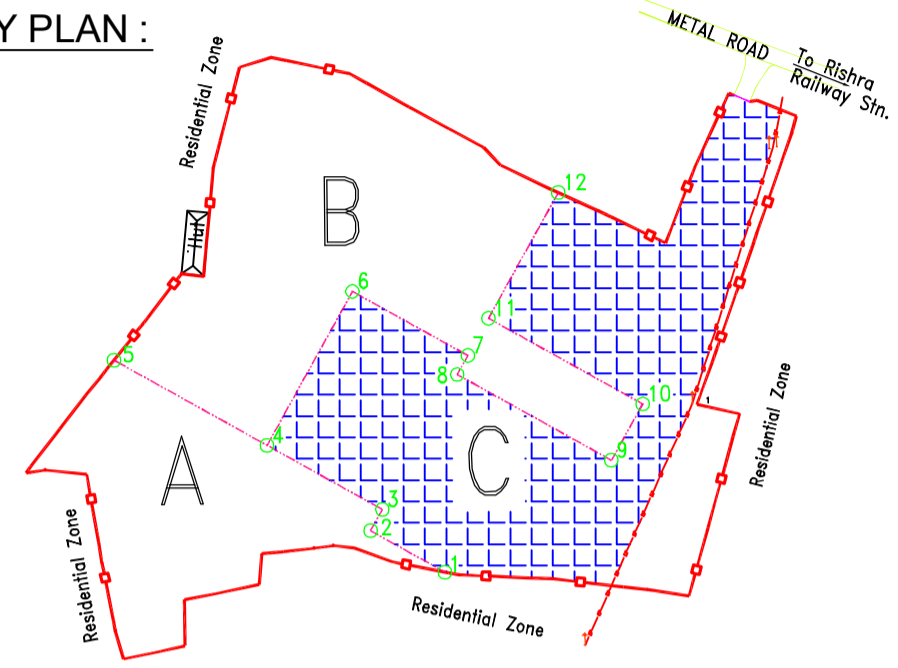 Y PLAN :
METAL ROAD
To Rishra
Railway Stn.
Residential Zone
12
B
Hut.
6
11
7
5
8
10
1
Residential Zone
4
C
9
A
3
2
1
Residential Zone
Residential Zone